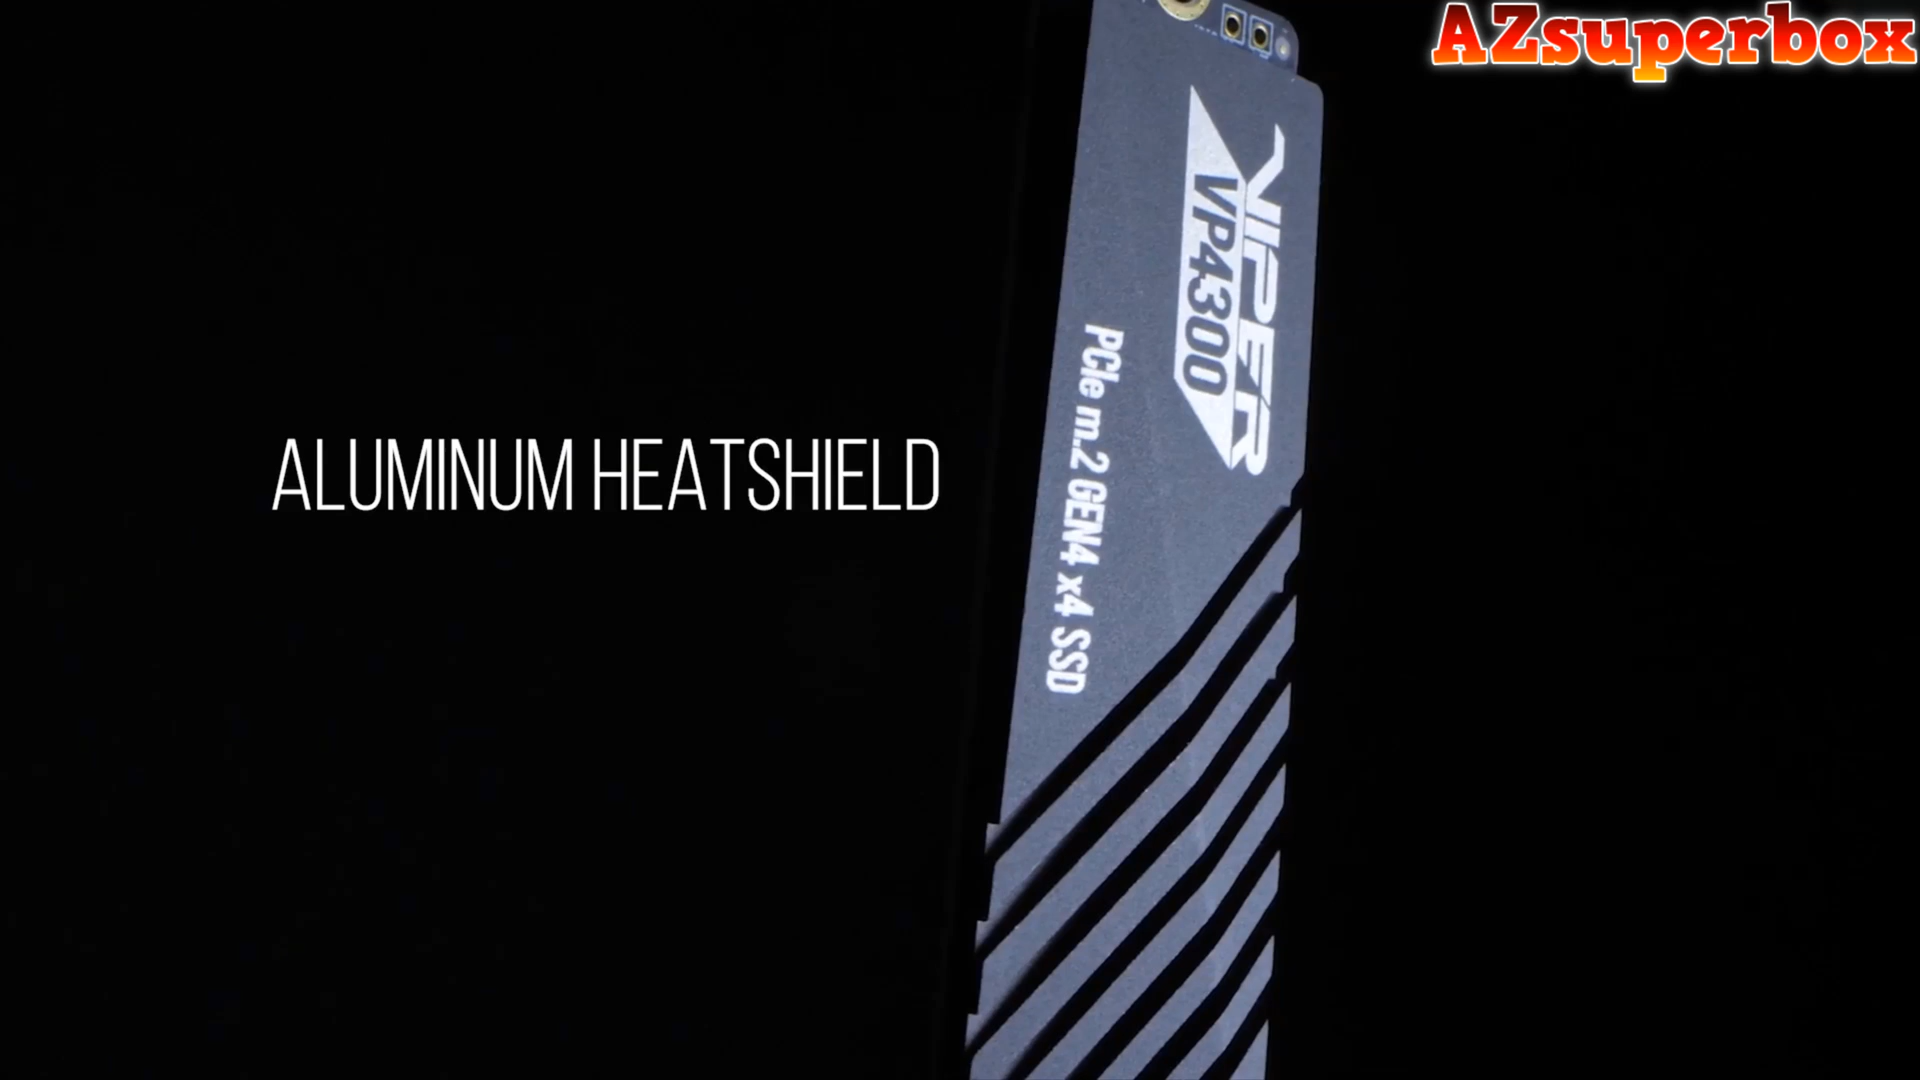 AZsuperbox
VIPER
VP4300
PCIe m.2 GEN4 x4 SSD
ALUMINUM HEATSHIELD